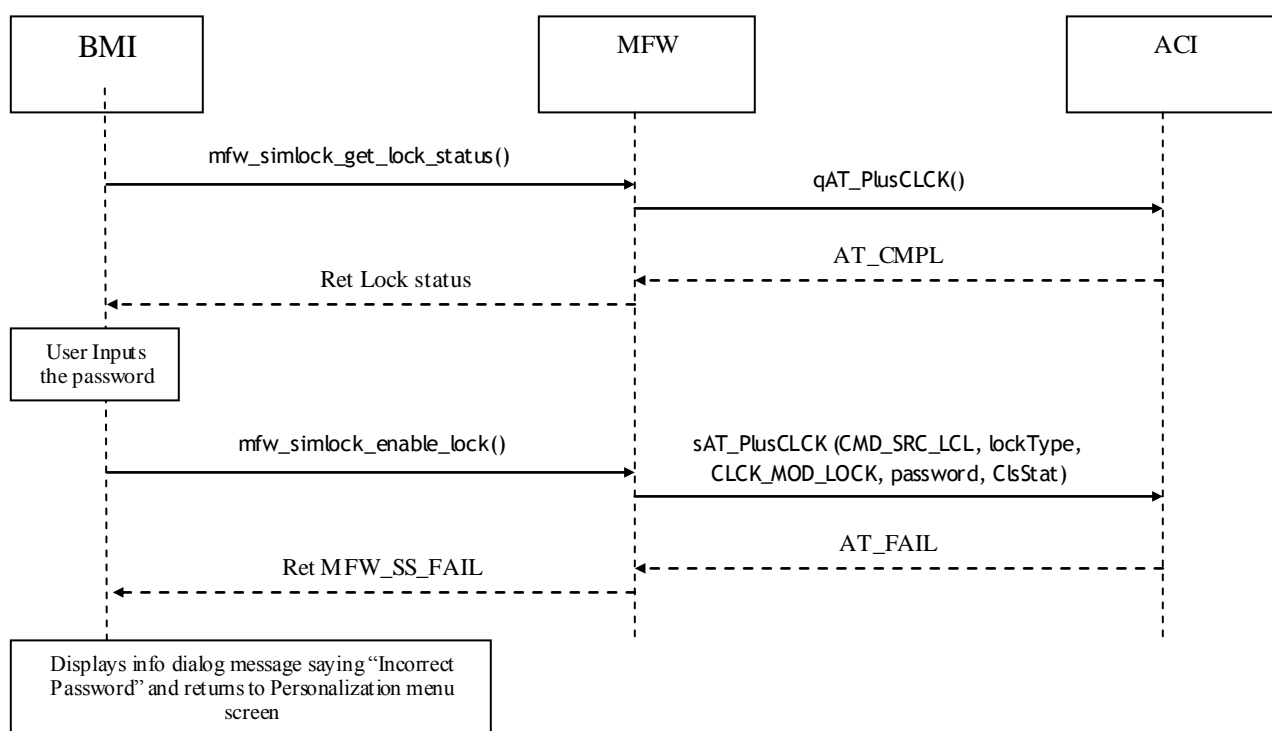 BMI
MFW
ACI
mfw_simlock_get_lock_status()
qAT_PlusCLCK()
AT_CMPL
Ret Lock status
User Inputs
the password
mfw_simlock_enable_lock()
sAT_PlusCLCK (CMD_SRC_LCL, lockType,
CLCK_MOD_LOCK, password, ClsStat)
AT_FAIL
Ret MFW_SS_FAIL
Displays info dialog message saying “Incorrect
Password” and returns to Personalization menu
screen